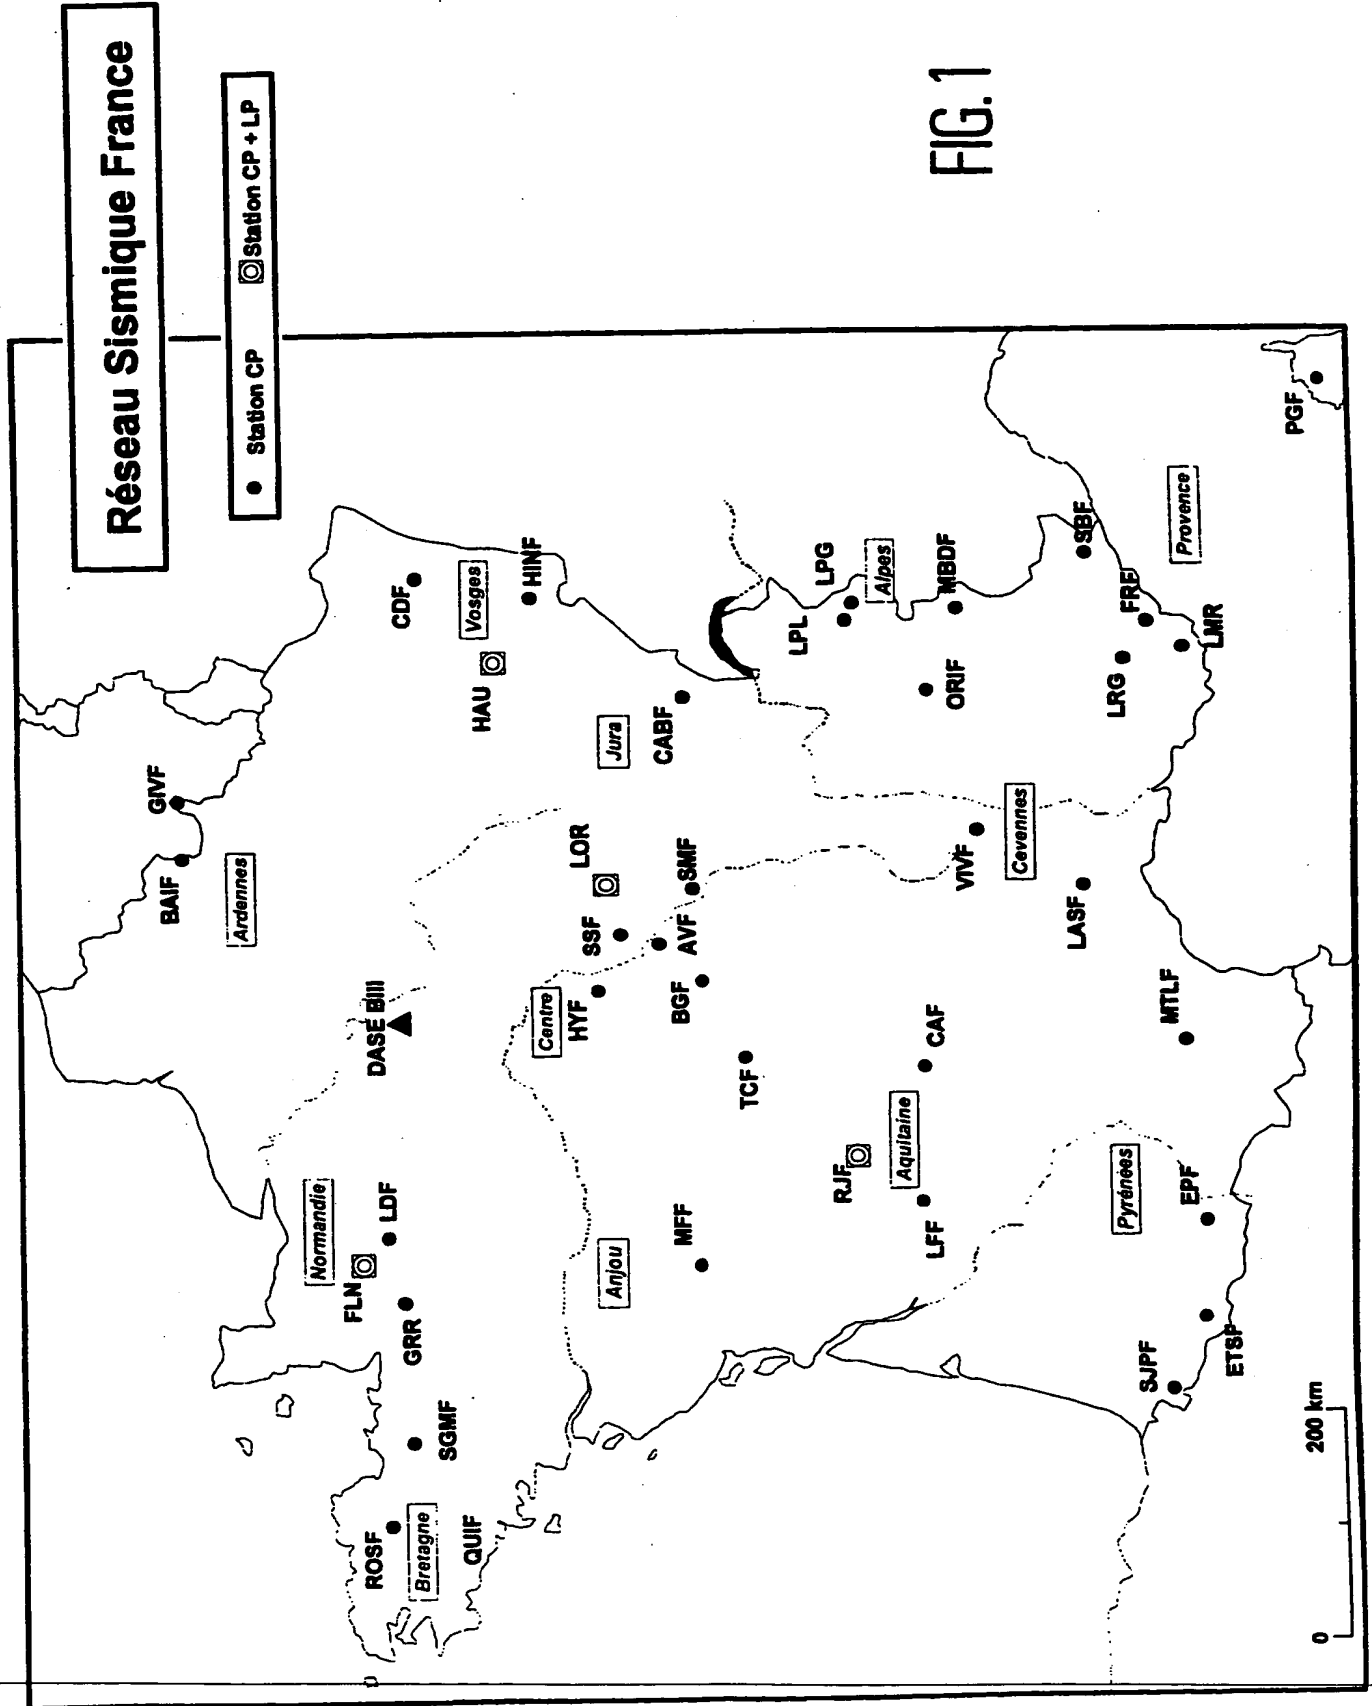 Réseau Sismique France
Station CP
Station CP + LP
FIG.1
GIVF
BAIF
Ardennes
CDF
Vosges
HINF
HAU
DASE BIII
Normandie
LDF
FLN
GRR
SGMF
ROSF
Bretagne
QUIF
Jura
CABF
LOR
SSF
SMF
AVF
Centre
HYF
BGF
TCF
Anjou
MFF
LPG
LPL
Alpes
MBDF
ORIF
SBF
FRF
LMR
LRG
Provence
PGF
VIVF
Cevennes
LASF
CAF
RJF
Aquitaine
LFF
MTLF
Pyrénées
EPF
ETSF
SJPF
0
200 km